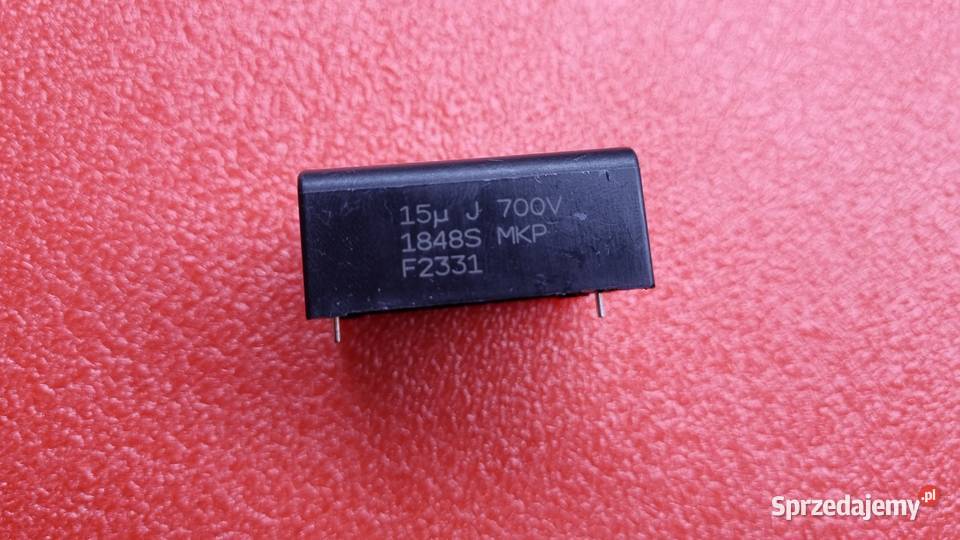 15µ J 700V
1848S MKP
F2331
Sprzedajemy.pl